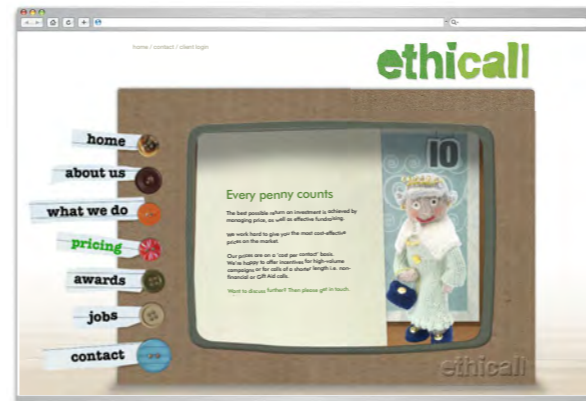 home / contact / client login
ethicall
home
about us
what we do
pricing
awards
jobs
contact
Every penny counts
The best possible return on investment is achieved by
managing price, as well as effective fundraising.
We work hard to give you the most cost-effective
prices on the market.
Our prices are on a 'cost per contact' basis.
We're happy to offer incentives for high-volume
campaigns or for calls of a shorter length i.e. non-
financial or Gift Aid calls.
Want to discuss further? Then please get in touch.
10
ethicall